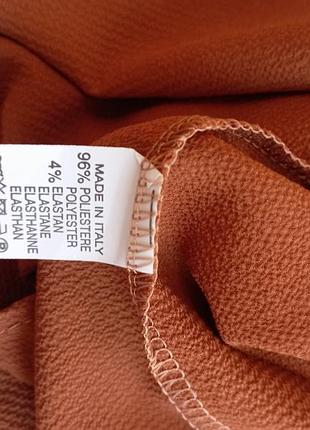 MADE IN ITALY
96% POLIESTERE
POLYESTER
4% ELASTAN
ELASTANE
ELASTHANNE
ELASTHAN